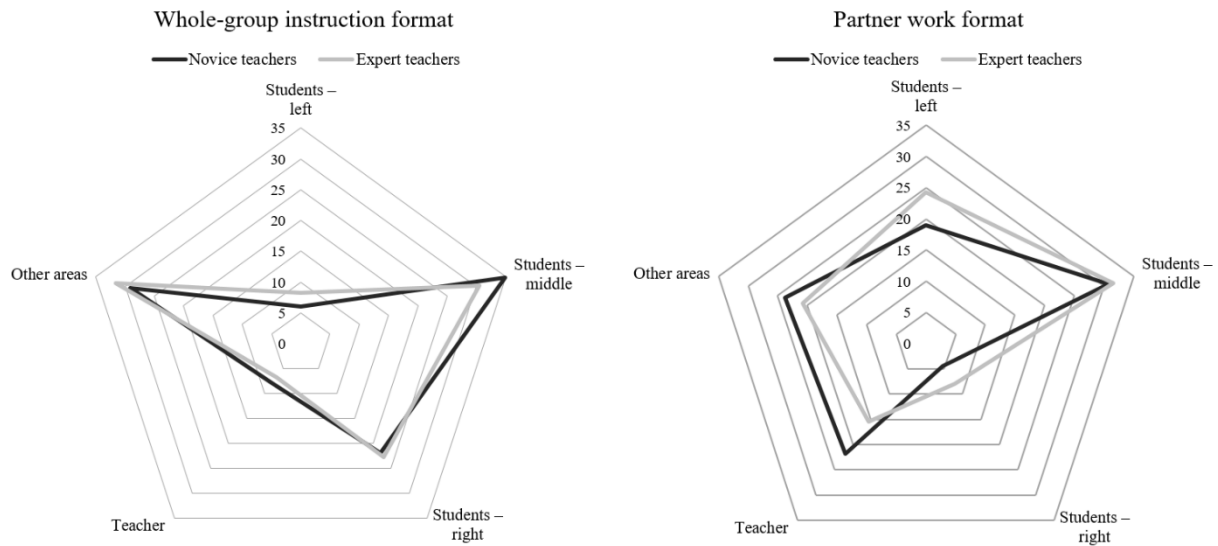 Whole-group instruction format
Novice teachers Expert teachers
Students –
left
35
30
25
20
15
10
5
0
Students –
middle
Students –
right
Teacher
Other areas
Partner work format
Novice teachers Expert teachers
Students –
left
35
30
25
20
15
10
5
0
Students –
middle
Students –
right
Teacher
Other areas